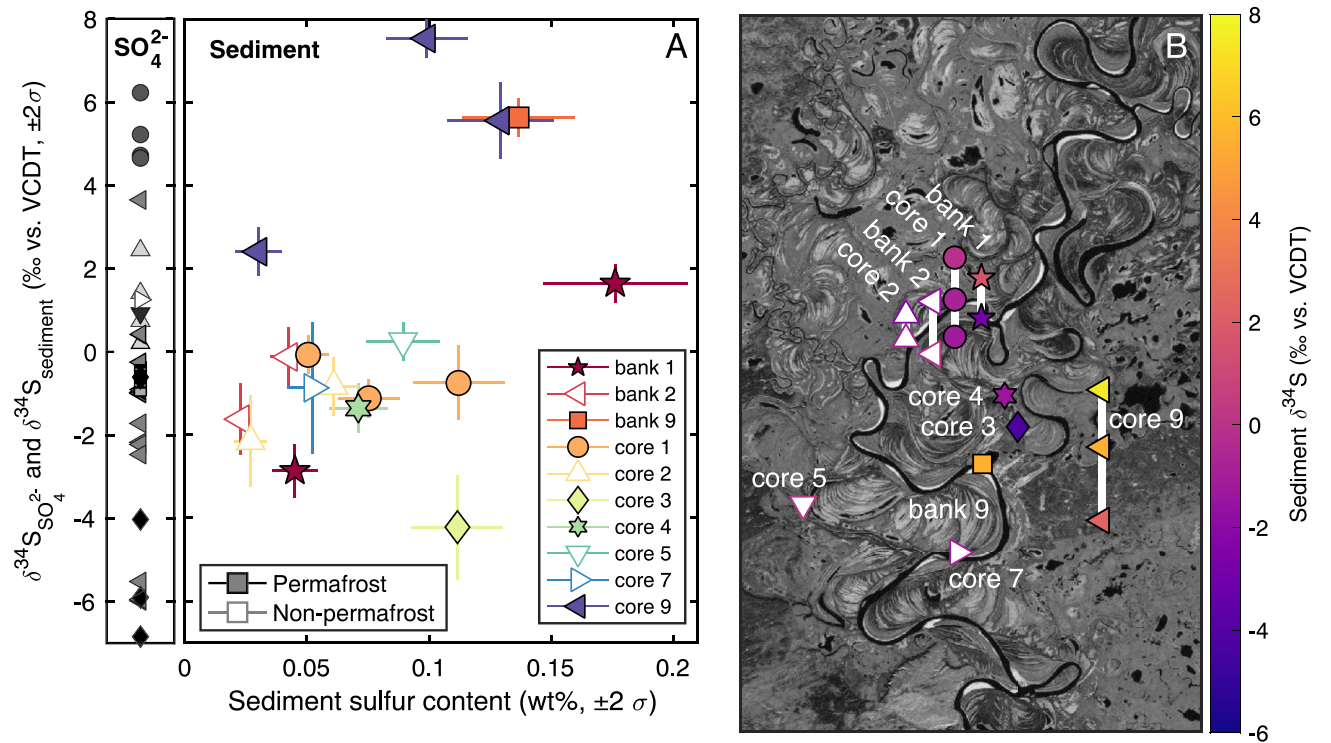 δ³⁴S_SO₄²⁻ and δ³⁴S_sediment (‰ vs. VCDT, ±2 σ)
8
6
4
2
0
-2
-4
-6
SO₄²⁻
Sediment
A
bank 1
bank 2
bank 9
core 1
core 2
core 3
core 4
core 5
core 7
core 9
Permafrost
Non-permafrost
0
0.05
0.1
0.15
0.2
Sediment sulfur content (wt%, ±2 σ)
B
bank 1
core 1
bank 2
core 2
core 4
core 3
core 9
core 5
bank 9
core 7
8
6
4
2
0
-2
-4
-6
Sediment δ³⁴S (‰ vs. VCDT)